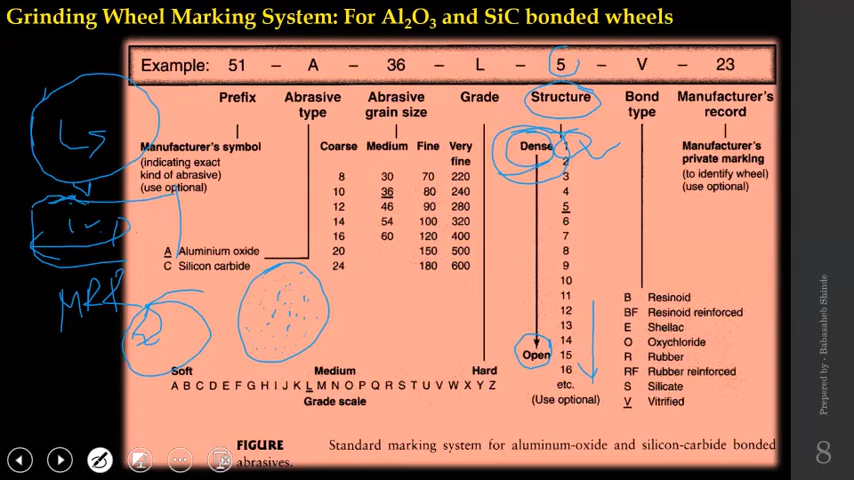 Grinding Wheel Marking System: For Al2O3 and SiC bonded wheels
Example: 51 – A – 36 – L – 5 – V – 23
Prefix Abrasive type Abrasive grain size Grade Structure Bond type Manufacturer's record
Manufacturer's symbol
(indicating exact
kind of abrasive)
(use optional)
A Aluminium oxide
C Silicon carbide
Coarse Medium Fine Very fine
8 30 70 220
10 36 80 240
12 46 90 280
14 54 100 320
16 60 120 400
20 150 500
24 180 600
Dense 1
2
3
4
5
6
7
8
9
10
11
12
13
14
Open 15
16
etc.
(Use optional)
Manufacturer's
private marking
(to identify wheel)
(use optional)
B Resinoid
BF Resinoid reinforced
E Shellac
O Oxychloride
R Rubber
RF Rubber reinforced
S Silicate
V Vitrified
Soft Medium Hard
A B C D E F G H I J K L M N O P Q R S T U V W X Y Z
Grade scale
FIGURE Standard marking system for aluminum-oxide and silicon-carbide bonded
abrasives.
Prepared by - Babasaheb Shinde
8
MRR